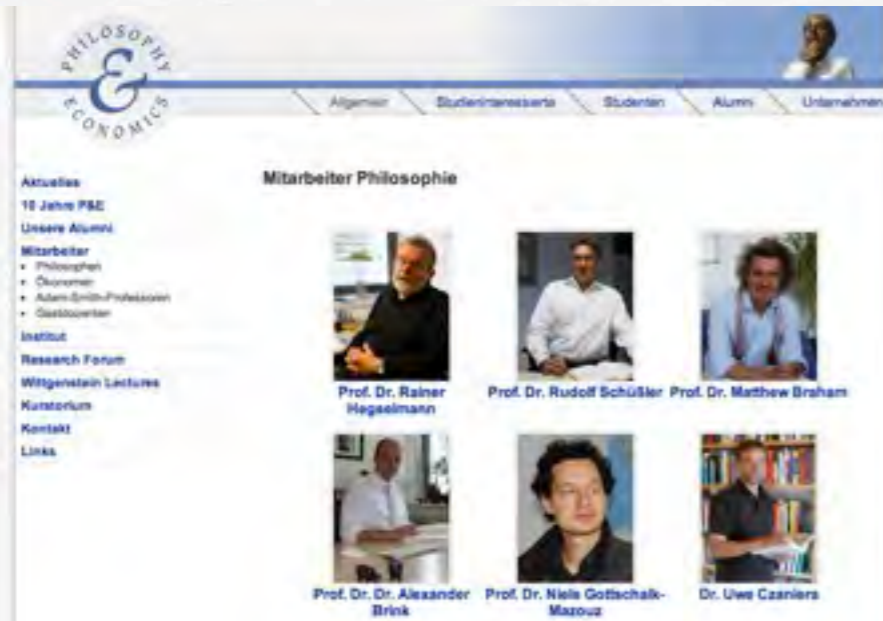 PHILOSOPHY
&
ECONOMICS
Allgemein Studieninteressierte Studenten Alumni Unternehmen
Aktuelles
10 Jahre P&E
Unsere Alumni
Mitarbeiter
Philosophen
Ökonomen
Adam-Smith-Professoren
Gastdozenten
Institut
Research Forum
Wittgenstein Lectures
Kuratorium
Kontakt
Links
Mitarbeiter Philosophie
Prof. Dr. Rainer
Hegselmann
Prof. Dr. Rudolf Schüßler
Prof. Dr. Matthew Braham
Prof. Dr. Dr. Alexander
Brink
Prof. Dr. Niels Gottschalk-
Mazouz
Dr. Uwe Czaniera